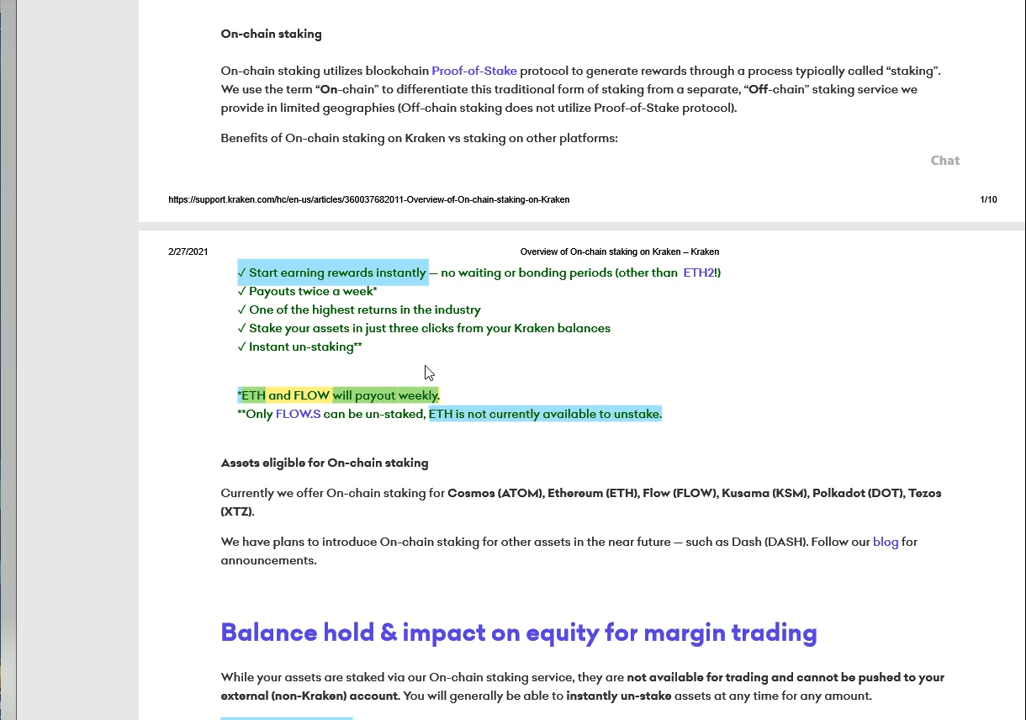 On-chain staking
On-chain staking utilizes blockchain Proof-of-Stake protocol to generate rewards through a process typically called “staking”.
We use the term “On-chain” to differentiate this traditional form of staking from a separate, “Off-chain” staking service we
provide in limited geographies (Off-chain staking does not utilize Proof-of-Stake protocol).
Benefits of On-chain staking on Kraken vs staking on other platforms:
Chat
https://support.kraken.com/hc/en-us/articles/360037682011-Overview-of-On-chain-staking-on-Kraken 1/10
2/27/2021 Overview of On-chain staking on Kraken – Kraken
✓ Start earning rewards instantly – no waiting or bonding periods (other than ETH2!)
✓ Payouts twice a week*
✓ One of the highest returns in the industry
✓ Stake your assets in just three clicks from your Kraken balances
✓ Instant un-staking**
*ETH and FLOW will payout weekly.
**Only FLOW.S can be un-staked, ETH is not currently available to unstake.
Assets eligible for On-chain staking
Currently we offer On-chain staking for Cosmos (ATOM), Ethereum (ETH), Flow (FLOW), Kusama (KSM), Polkadot (DOT), Tezos
(XTZ).
We have plans to introduce On-chain staking for other assets in the near future – such as Dash (DASH). Follow our blog for
announcements.
Balance hold & impact on equity for margin trading
While your assets are staked via our On-chain staking service, they are not available for trading and cannot be pushed to your
external (non-Kraken) account. You will generally be able to instantly un-stake assets at any time for any amount.